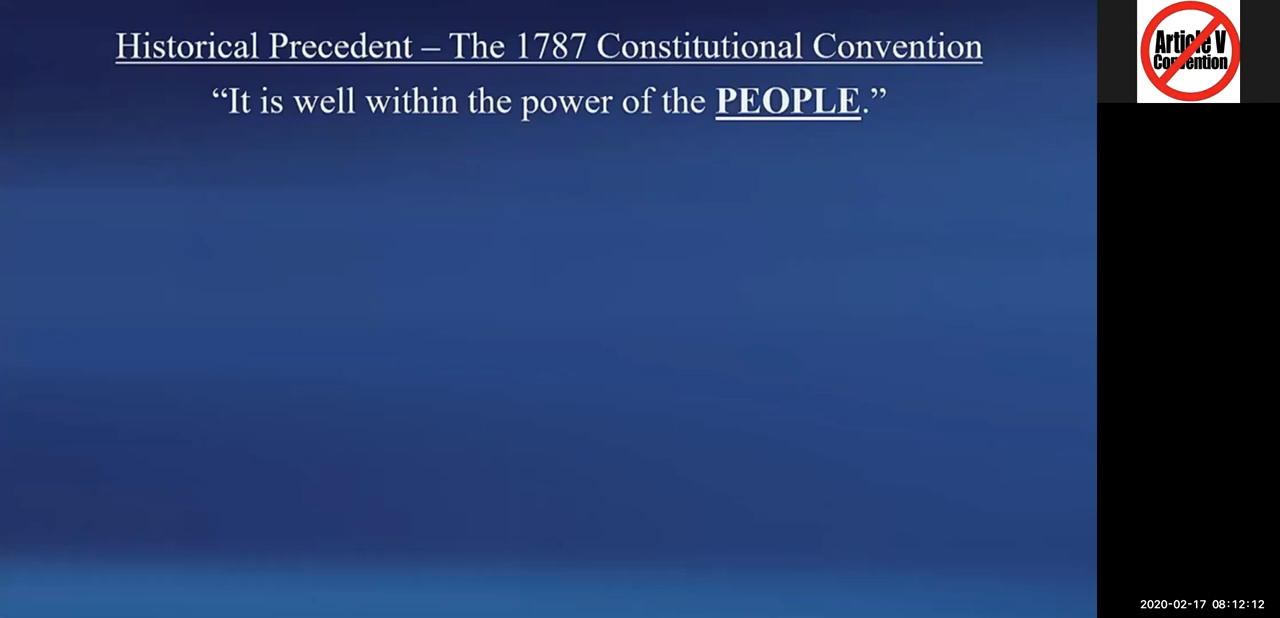 Historical Precedent – The 1787 Constitutional Convention
“It is well within the power of the PEOPLE.”
Article V
Convention
2020-02-17 08:12:12